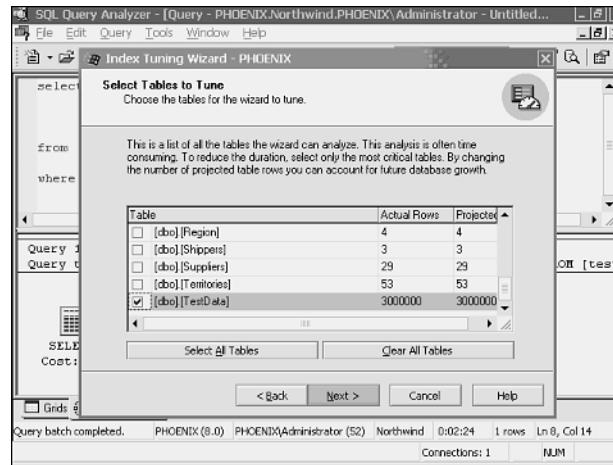 SQL Query Analyzer - [Query - PHOENIX.Northwind.PHOENIX\Administrator - Untitled...
File Edit Query Tools Window Help
Index Tuning Wizard - PHOENIX
select
from
where
Select Tables to Tune
Choose the tables for the wizard to tune.
This is a list of all the tables the wizard can analyze. This analysis is often time
consuming. To reduce the duration, select only the most critical tables. By changing
the number of projected table rows you can account for future database growth.
Table Actual Rows Projected
[dbo].[Region] 4 4
[dbo].[Shippers] 3 3
[dbo].[Suppliers] 29 29
[dbo].[Territories] 53 53
[dbo].[TestData] 3000000 3000000
Select All Tables Clear All Tables
< Back Next > Cancel Help
Query 1
Query t
OM [tes
SELE
Cost:
Grids
Query batch completed. PHOENIX (8.0) PHOENIX\Administrator (52) Northwind 0:02:24 1 rows Ln 8, Col 14
Connections: 1 NUM